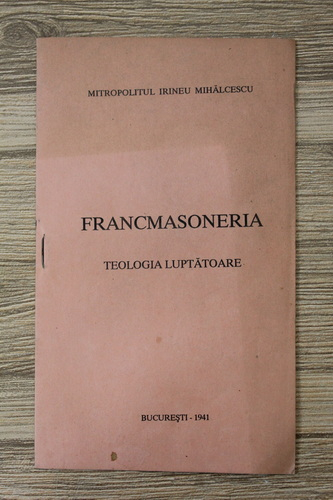 MITROPOLITUL IRINEU MIHĂLCESCU
FRANCMASONERIA
TEOLOGIA LUPTĂTOARE
BUCUREŞTI - 1941